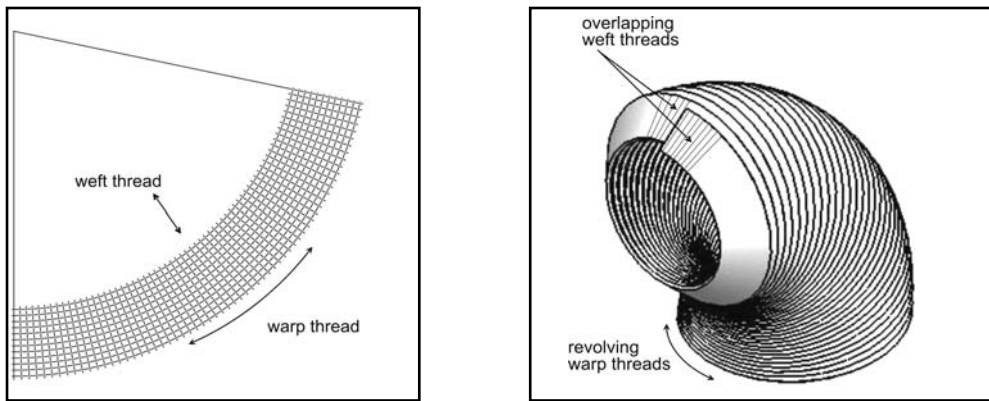 weft thread
warp thread
overlapping
weft threads
revolving
warp threads